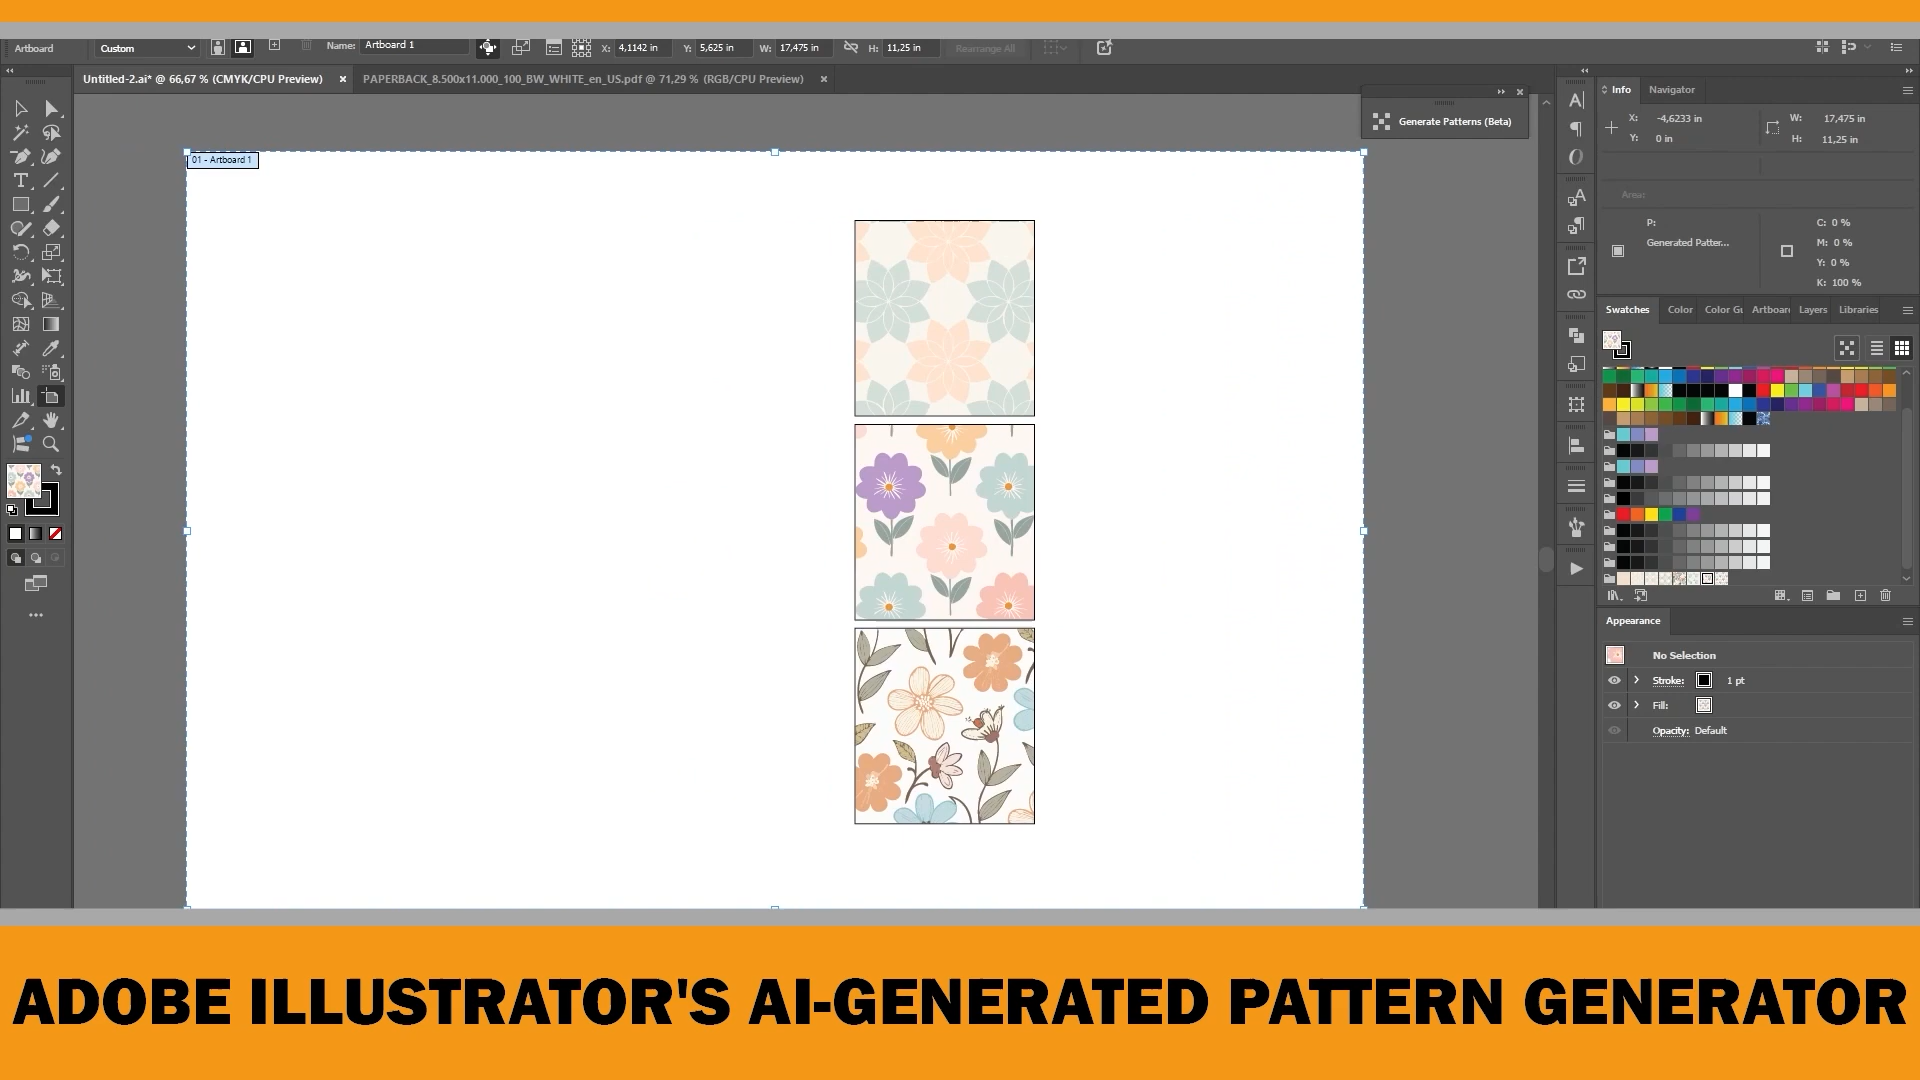 Artboard Custom Name: Artboard 1 X: 4,1142 in Y: 5,625 in W: 17,475 in H: 11,25 in Rearrange All
Untitled-2.ai* @ 66,67 % (CMYK/CPU Preview) PAPERBACK_8.500x11.000_100_BW_WHITE_en_US.pdf @ 71,29 % (RGB/CPU Preview)
Generate Patterns (Beta)
01 - Artboard 1
Info Navigator
X: -4,6233 in W: 17,475 in
Y: 0 in H: 11,25 in
Area:
P: C: 0 %
Generated Patter... M: 0 %
Y: 0 %
K: 100 %
Swatches Color Color Gu Artboar Layers Libraries
Appearance
No Selection
Stroke: 1 pt
Fill:
Opacity: Default
ADOBE ILLUSTRATOR'S AI-GENERATED PATTERN GENERATOR